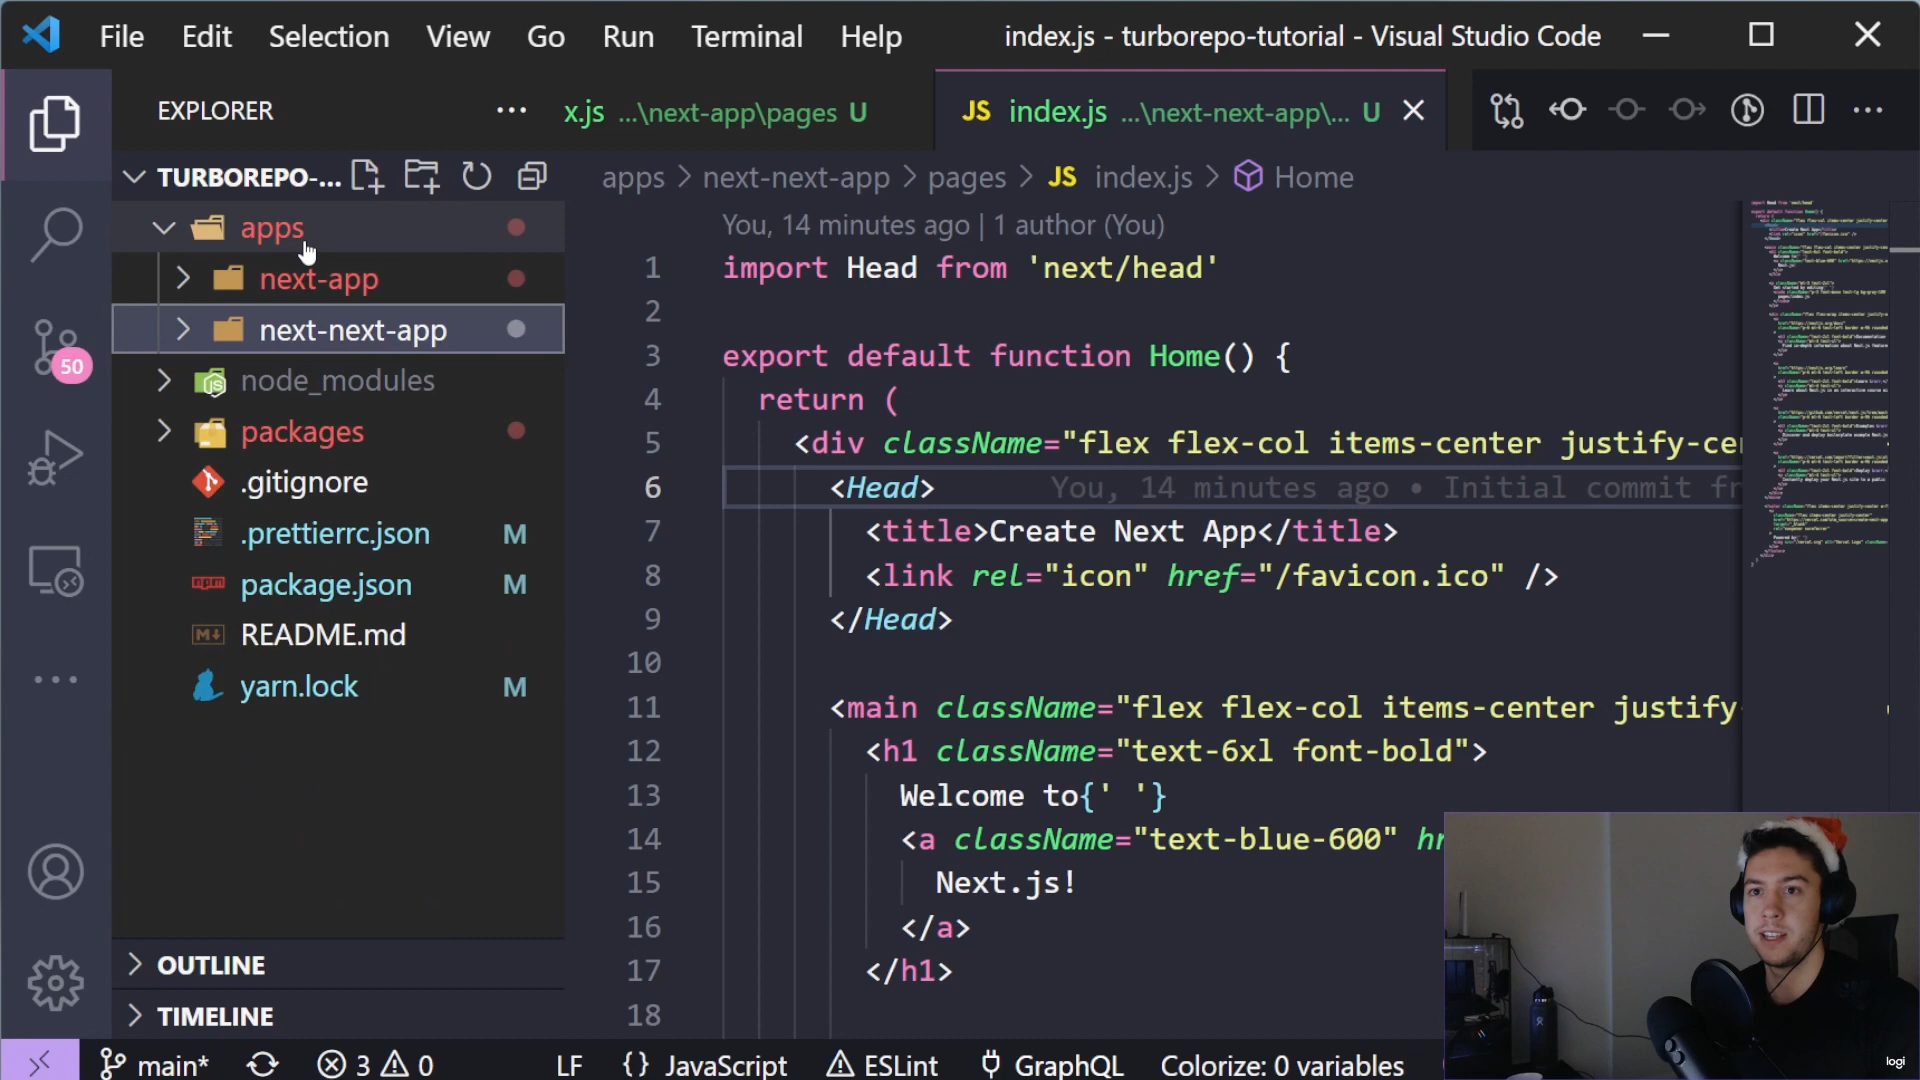 File Edit Selection View Go Run Terminal Help index.js - turborepo-tutorial - Visual Studio Code
EXPLORER
x.js ...\next-app\pages U
JS index.js ...\next-next-app\... U
TURBOREPO-...
apps > next-next-app > pages > JS index.js > Home
apps
next-app
next-next-app
node_modules
packages
.gitignore
.prettierrc.json M
package.json M
README.md
yarn.lock M
50
OUTLINE
TIMELINE
You, 14 minutes ago | 1 author (You)
1 import Head from 'next/head'
2
3 export default function Home() {
4 return (
5 <div className="flex flex-col items-center justify-cen
6 <Head> You, 14 minutes ago • Initial commit fr
7 <title>Create Next App</title>
8 <link rel="icon" href="/favicon.ico" />
9 </Head>
10
11 <main className="flex flex-col items-center justify-
12 <h1 className="text-6xl font-bold">
13 Welcome to{' '}
14 <a className="text-blue-600" hr
15 Next.js!
16 </a>
17 </h1>
18
main* 3 0 LF {} JavaScript ESLint GraphQL Colorize: 0 variables
logi